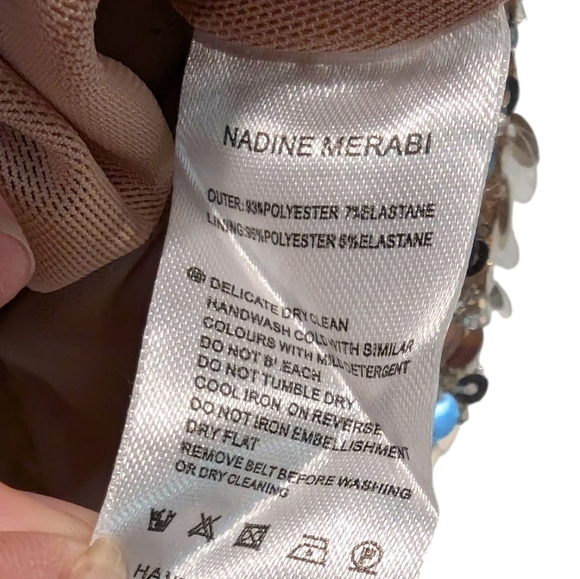 NADINE MERABI
OUTER: 93%POLYESTER 7%ELASTANE
LINING:95%POLYESTER 5%ELASTANE
DELICATE DRY CLEAN
HANDWASH COLD WITH SIMILAR
COLOURS WITH MILD DETERGENT
DO NOT BLEACH
DO NOT TUMBLE DRY
COOL IRON ON REVERSE
DO NOT IRON EMBELLISHMENT
DRY FLAT
REMOVE BELT BEFORE WASHING
OR DRY CLEANING